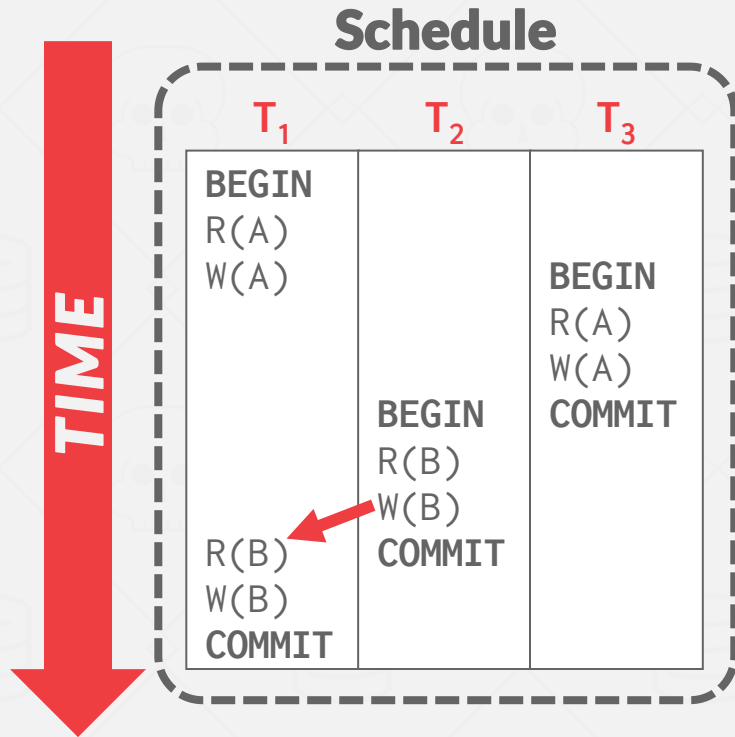 Schedule
TIME
T₁ T₂ T₃
BEGIN
R(A)
W(A) BEGIN
R(A)
W(A)
BEGIN COMMIT
R(B)
W(B)
R(B) COMMIT
W(B)
COMMIT